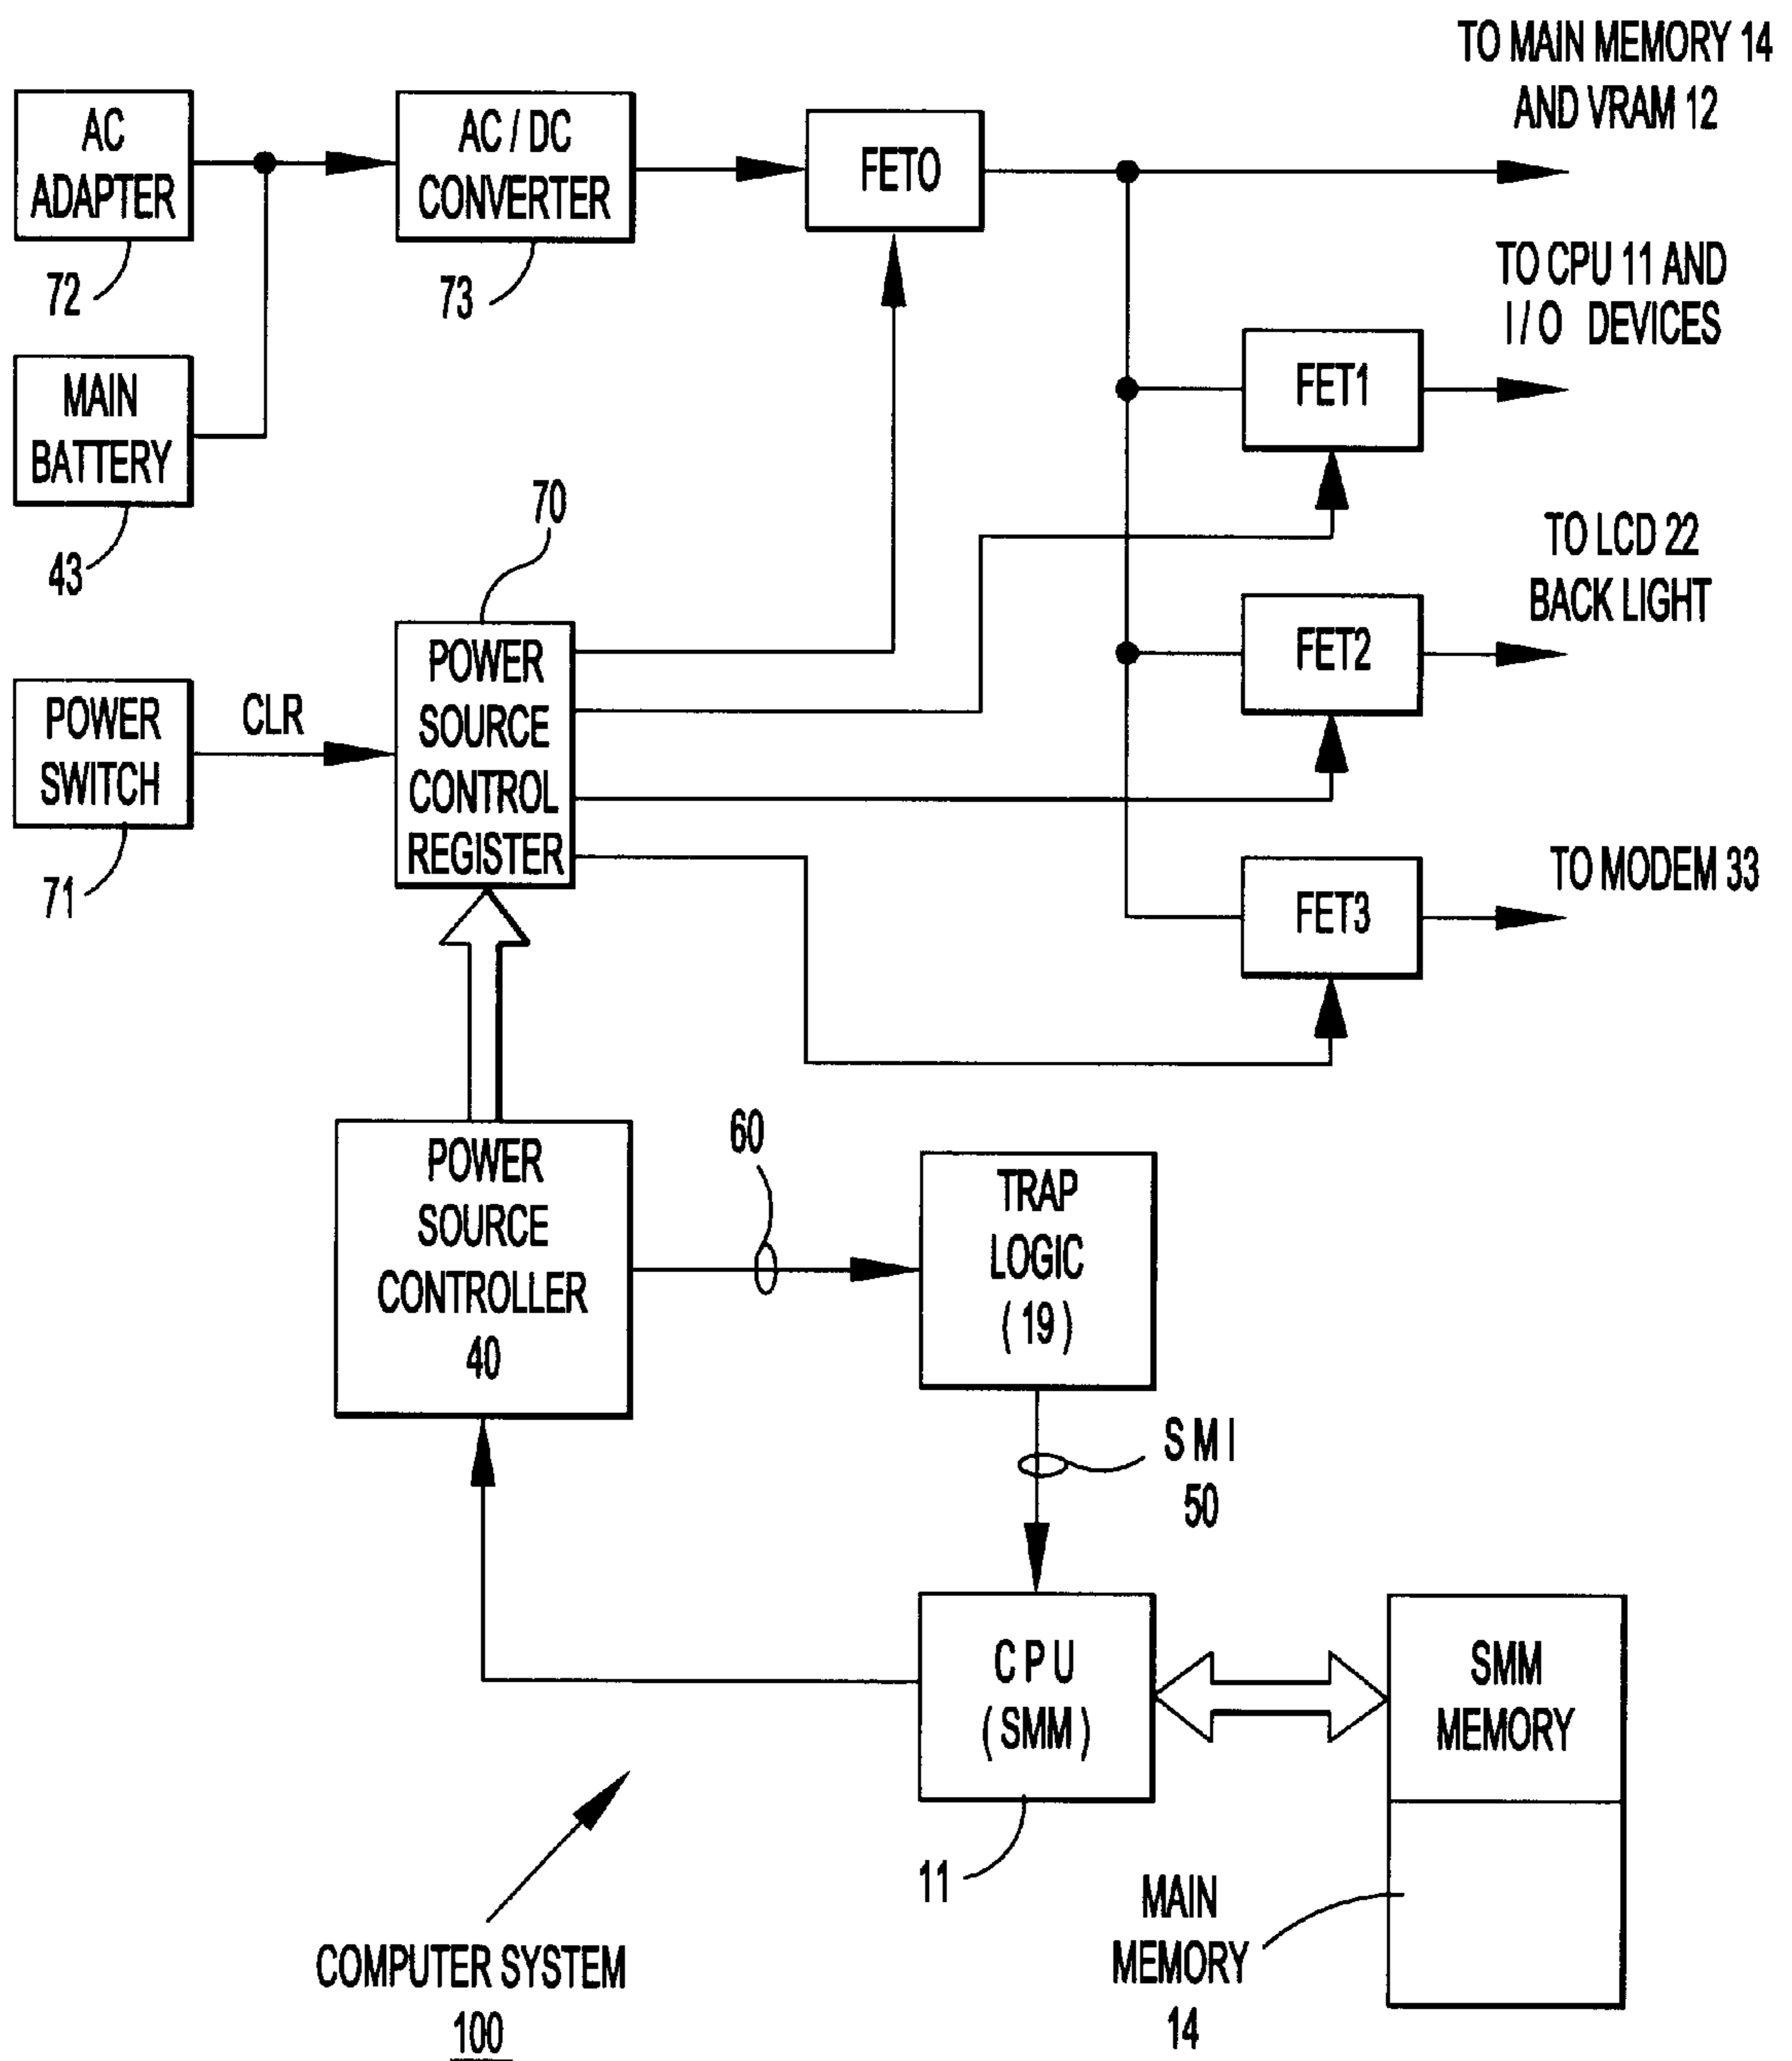 TO MAIN MEMORY 14
AND VRAM 12
AC
ADAPTER
72
AC / DC
CONVERTER
73
FET0
TO CPU 11 AND
I / O DEVICES
FET1
MAIN
BATTERY
43
70
TO LCD 22
BACK LIGHT
FET2
POWER
SWITCH
71
CLR
POWER
SOURCE
CONTROL
REGISTER
TO MODEM 33
FET3
POWER
SOURCE
CONTROLLER
40
60
TRAP
LOGIC
( 19 )
SMI
50
CPU
( SMM )
11
SMM
MEMORY
MAIN
MEMORY
14
COMPUTER SYSTEM
100